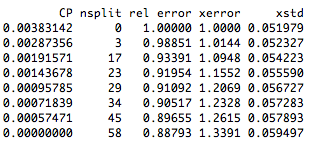 CP nsplit rel error xerror xstd
0.00383142 0 1.00000 1.0000 0.051979
0.00287356 3 0.98851 1.0144 0.052327
0.00191571 17 0.93391 1.0948 0.054223
0.00143678 23 0.91954 1.1552 0.055590
0.00095785 29 0.91092 1.2069 0.056727
0.00071839 34 0.90517 1.2328 0.057283
0.00057471 45 0.89655 1.2615 0.057893
0.00000000 58 0.88793 1.3391 0.059497